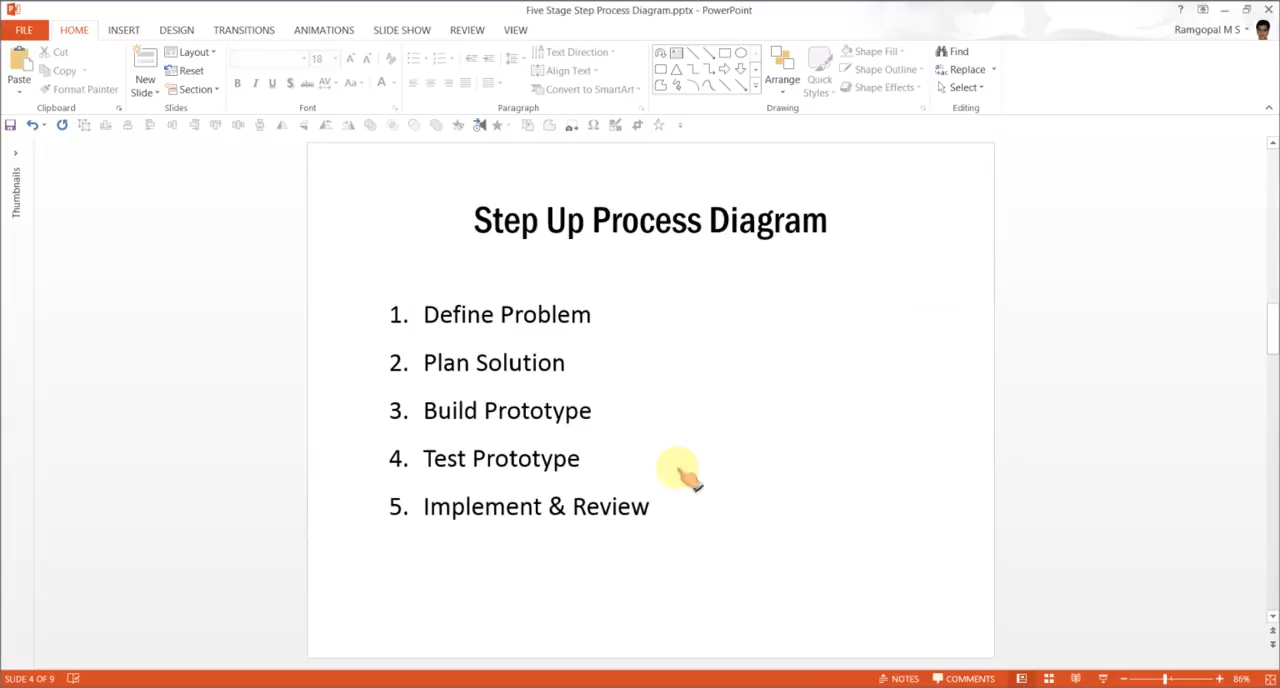 Five Stage Step Process Diagram.pptx - PowerPoint
FILE HOME INSERT DESIGN TRANSITIONS ANIMATIONS SLIDE SHOW REVIEW VIEW Ramgopal M S
Paste Cut Copy Format Painter
Clipboard
New Slide Layout Reset Section
Slides
18
Font
Text Direction
Align Text
Convert to SmartArt
Paragraph
Arrange Quick Styles Shape Fill Shape Outline Shape Effects
Drawing
Find
Replace
Select
Editing
Thumbnails
Step Up Process Diagram
1. Define Problem
2. Plan Solution
3. Build Prototype
4. Test Prototype
5. Implement & Review
SLIDE 4 OF 9 NOTES COMMENTS 86%